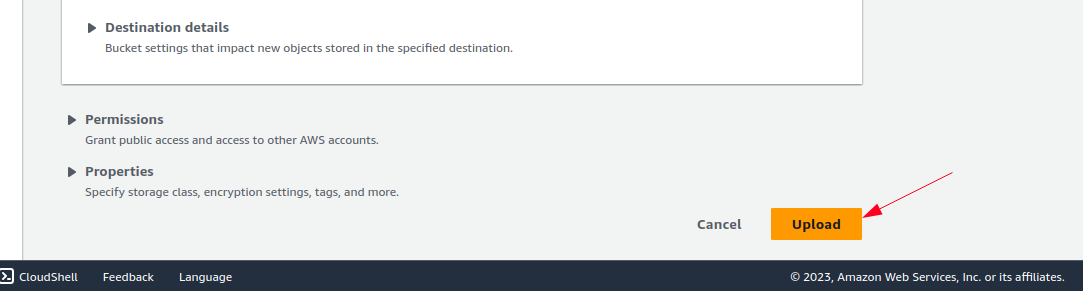 Destination details
Bucket settings that impact new objects stored in the specified destination.
Permissions
Grant public access and access to other AWS accounts.
Properties
Specify storage class, encryption settings, tags, and more.
Cancel Upload
CloudShell Feedback Language © 2023, Amazon Web Services, Inc. or its affiliates.